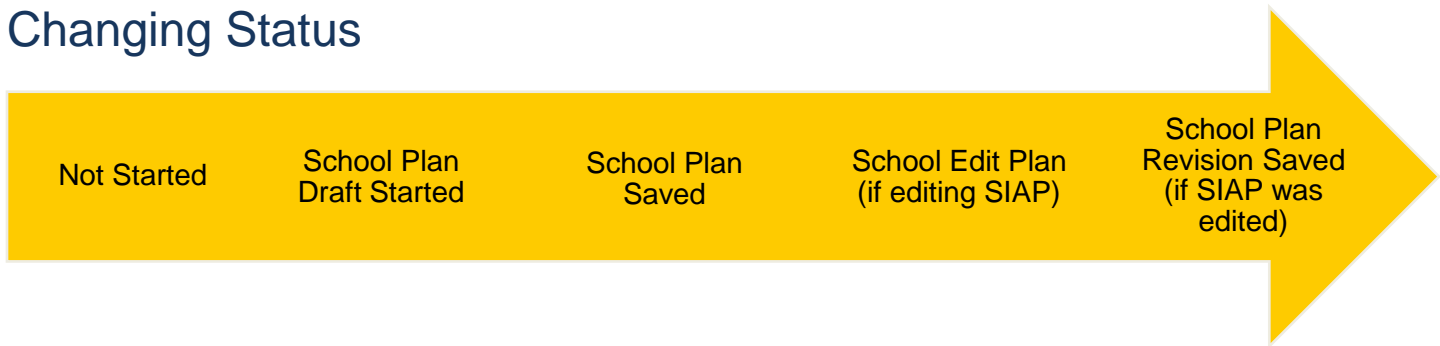 Changing Status
Not Started
School Plan
Draft Started
School Plan
Saved
School Edit Plan
(if editing SIAP)
School Plan
Revision Saved
(if SIAP was
edited)